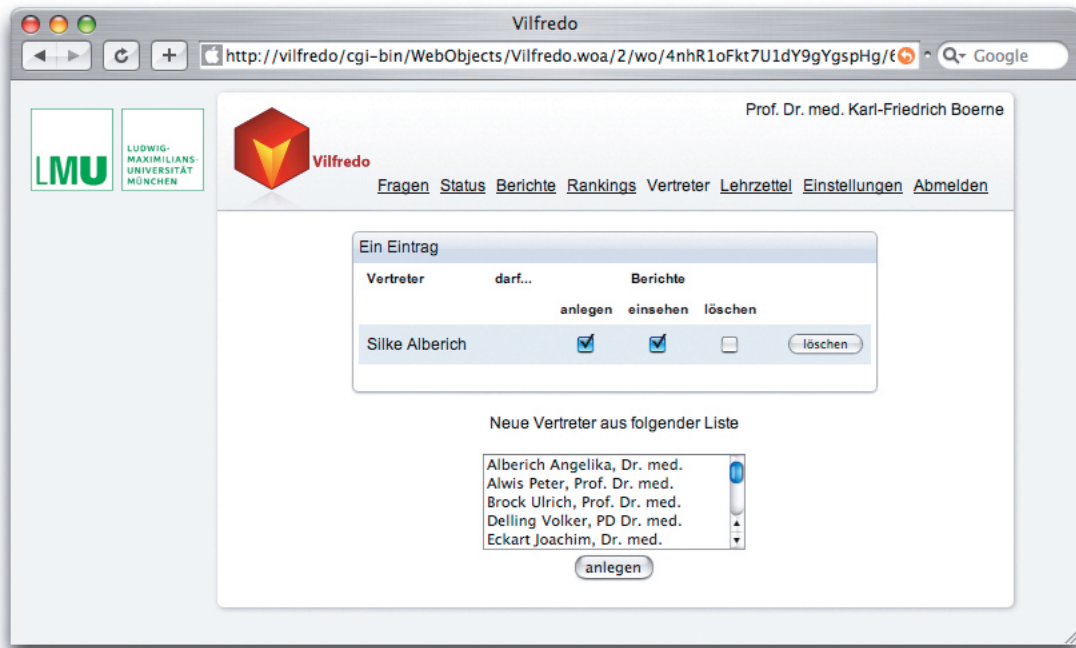 Vilfredo
http://vilfredo/cgi-bin/WebObjects/Vilfredo.woa/2/wo/4nhR1oFkt7U1dY9gYgspHg/6
Google
Prof. Dr. med. Karl-Friedrich Boerne
LMU
LUDWIG-
MAXIMILIANS-
UNIVERSITÄT
MÜNCHEN
Vilfredo
Fragen Status Berichte Rankings Vertreter Lehrzettel Einstellungen Abmelden
Ein Eintrag
Vertreter darf... Berichte
anlegen einsehen löschen
Silke Alberich löschen
Neue Vertreter aus folgender Liste
Alberich Angelika, Dr. med.
Alwis Peter, Prof. Dr. med.
Brock Ulrich, Prof. Dr. med.
Delling Volker, PD Dr. med.
Eckart Joachim, Dr. med.
anlegen